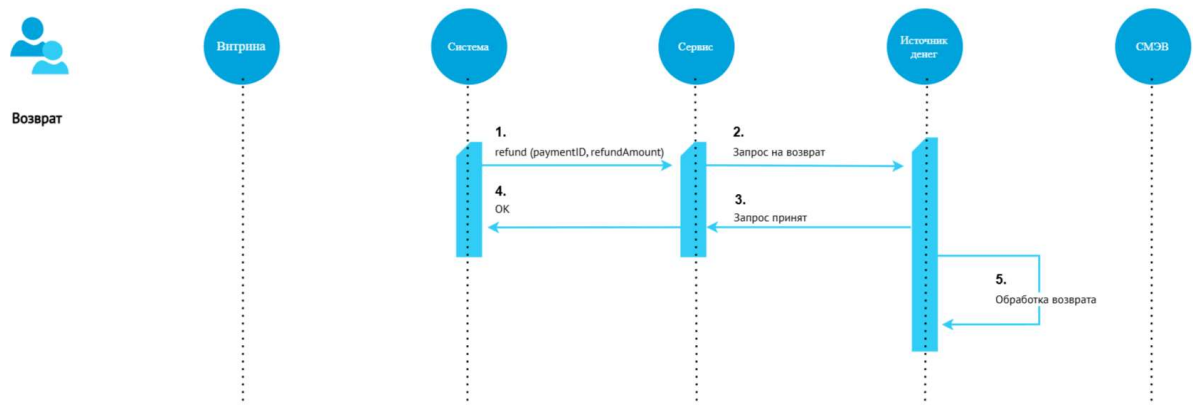 Витрина
Система
Сервис
Источник
денег
СМЭВ
Возврат
1.
refund (paymentID, refundAmount)
2.
Запрос на возврат
4.
OK
3.
Запрос принят
5.
Обработка возврата